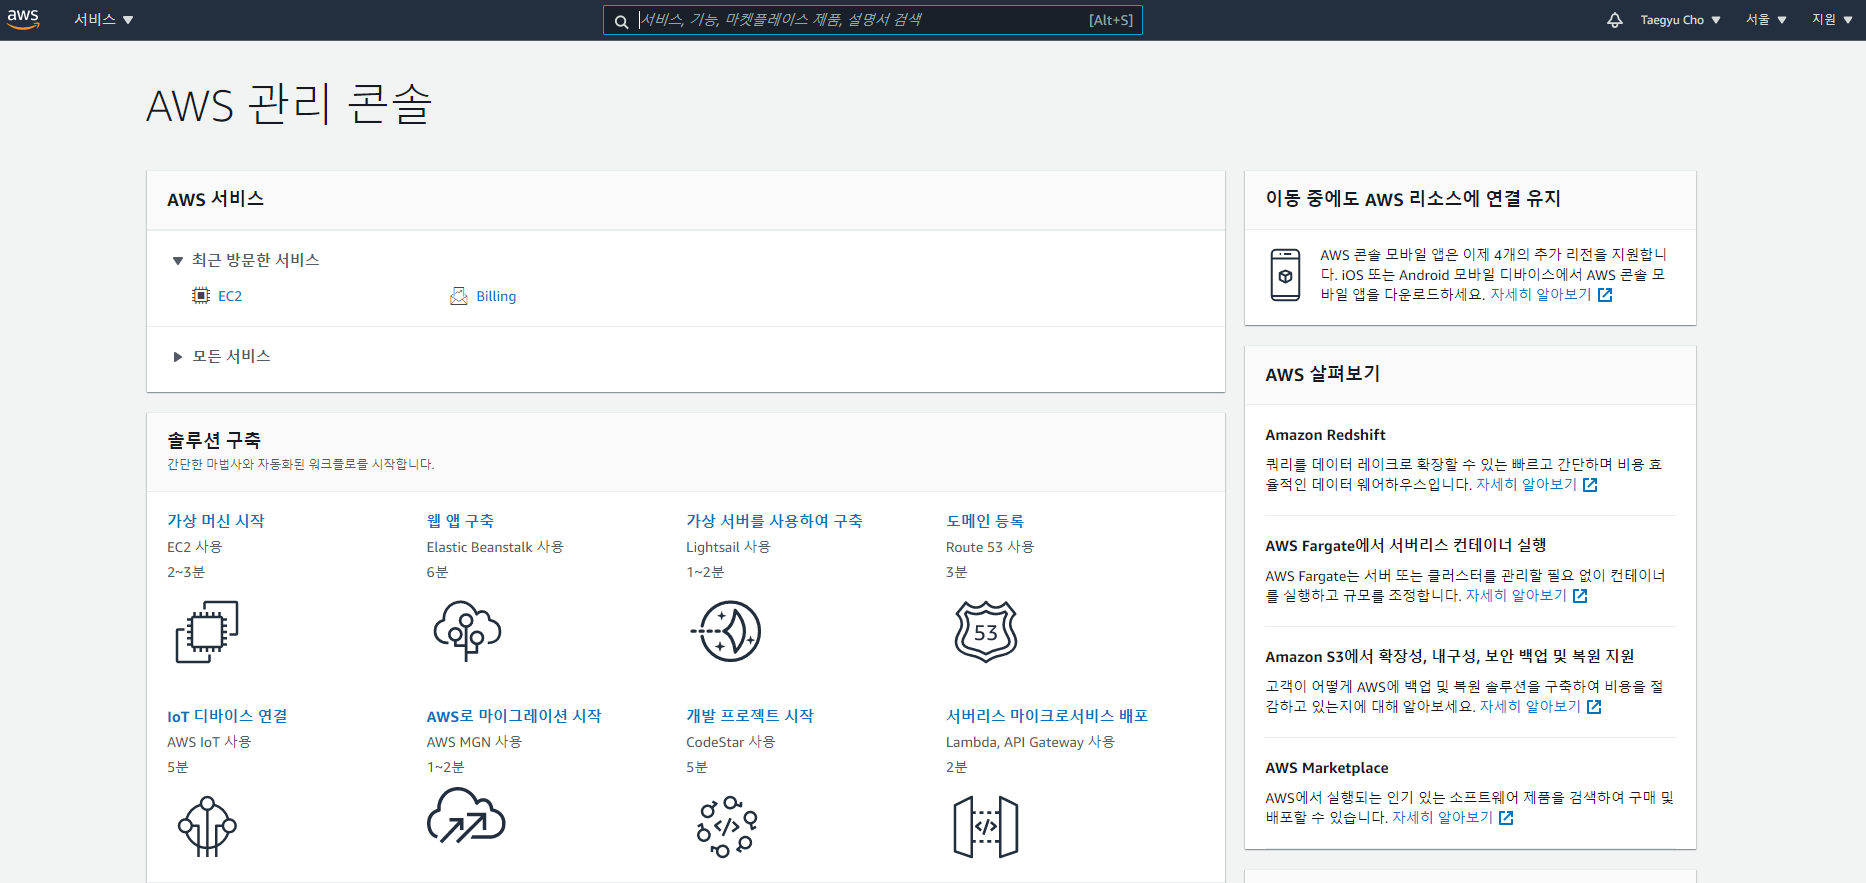 aws
서비스
서비스, 기능, 마켓플레이스 제품, 설명서 검색
[Alt+S]
Taegyu Cho
서울
지원
AWS 관리 콘솔
AWS 서비스
최근 방문한 서비스
EC2
Billing
모든 서비스
솔루션 구축
간단한 마법사와 자동화된 워크플로를 시작합니다.
가상 머신 시작
EC2 사용
2~3분
웹 앱 구축
Elastic Beanstalk 사용
6분
가상 서버를 사용하여 구축
Lightsail 사용
1~2분
도메인 등록
Route 53 사용
3분
53
IoT 디바이스 연결
AWS IoT 사용
5분
AWS로 마이그레이션 시작
AWS MGN 사용
1~2분
개발 프로젝트 시작
CodeStar 사용
5분
</>
서버리스 마이크로서비스 배포
Lambda, API Gateway 사용
2분
</>
이동 중에도 AWS 리소스에 연결 유지
AWS 콘솔 모바일 앱은 이제 4개의 추가 리전을 지원합니
다. iOS 또는 Android 모바일 디바이스에서 AWS 콘솔 모
바일 앱을 다운로드하세요. 자세히 알아보기
AWS 살펴보기
Amazon Redshift
쿼리를 데이터 레이크로 확장할 수 있는 빠르고 간단하며 비용 효
율적인 데이터 웨어하우스입니다. 자세히 알아보기
AWS Fargate에서 서버리스 컨테이너 실행
AWS Fargate는 서버 또는 클러스터를 관리할 필요 없이 컨테이너
를 실행하고 규모를 조정합니다. 자세히 알아보기
Amazon S3에서 확장성, 내구성, 보안 백업 및 복원 지원
고객이 어떻게 AWS에 백업 및 복원 솔루션을 구축하여 비용을 절
감하고 있는지에 대해 알아보세요. 자세히 알아보기
AWS Marketplace
AWS에서 실행되는 인기 있는 소프트웨어 제품을 검색하여 구매 및
배포할 수 있습니다. 자세히 알아보기